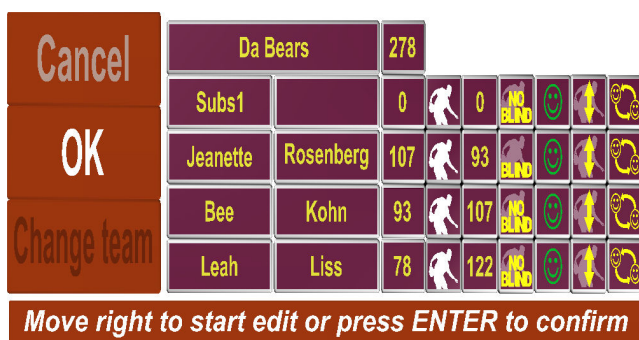 Cancel
OK
Change team
Da Bears 278
Subs1 0 0 NO BLIND
Jeanette Rosenberg 107 93 BLIND
Bee Kohn 93 107 NO BLIND
Leah Liss 78 122 NO BLIND
Move right to start edit or press ENTER to confirm